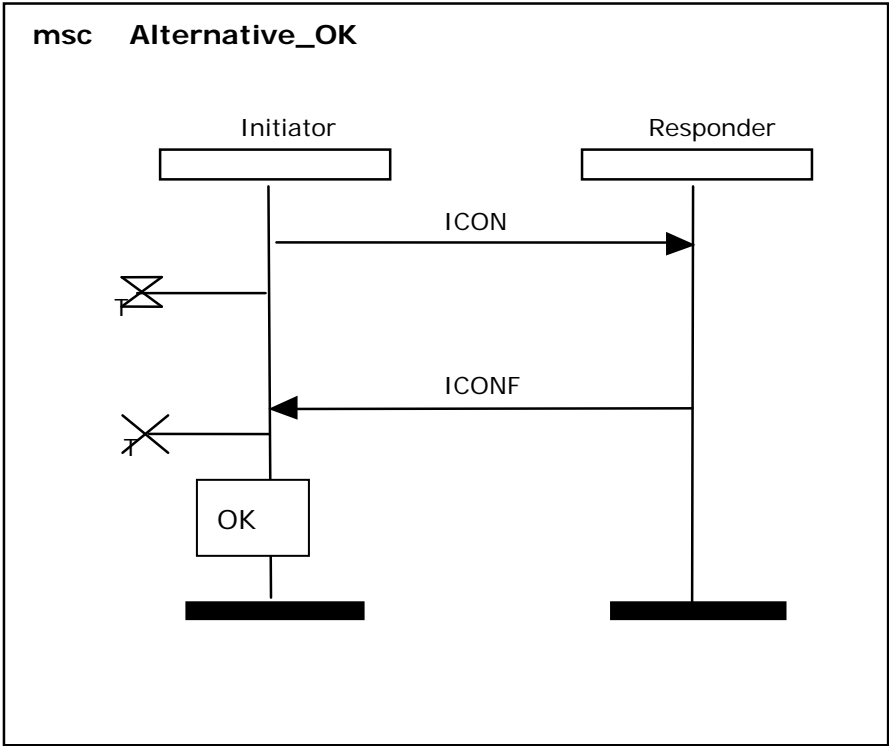 msc Alternative_OK
Initiator Responder
ICON
T
ICONF
T
OK